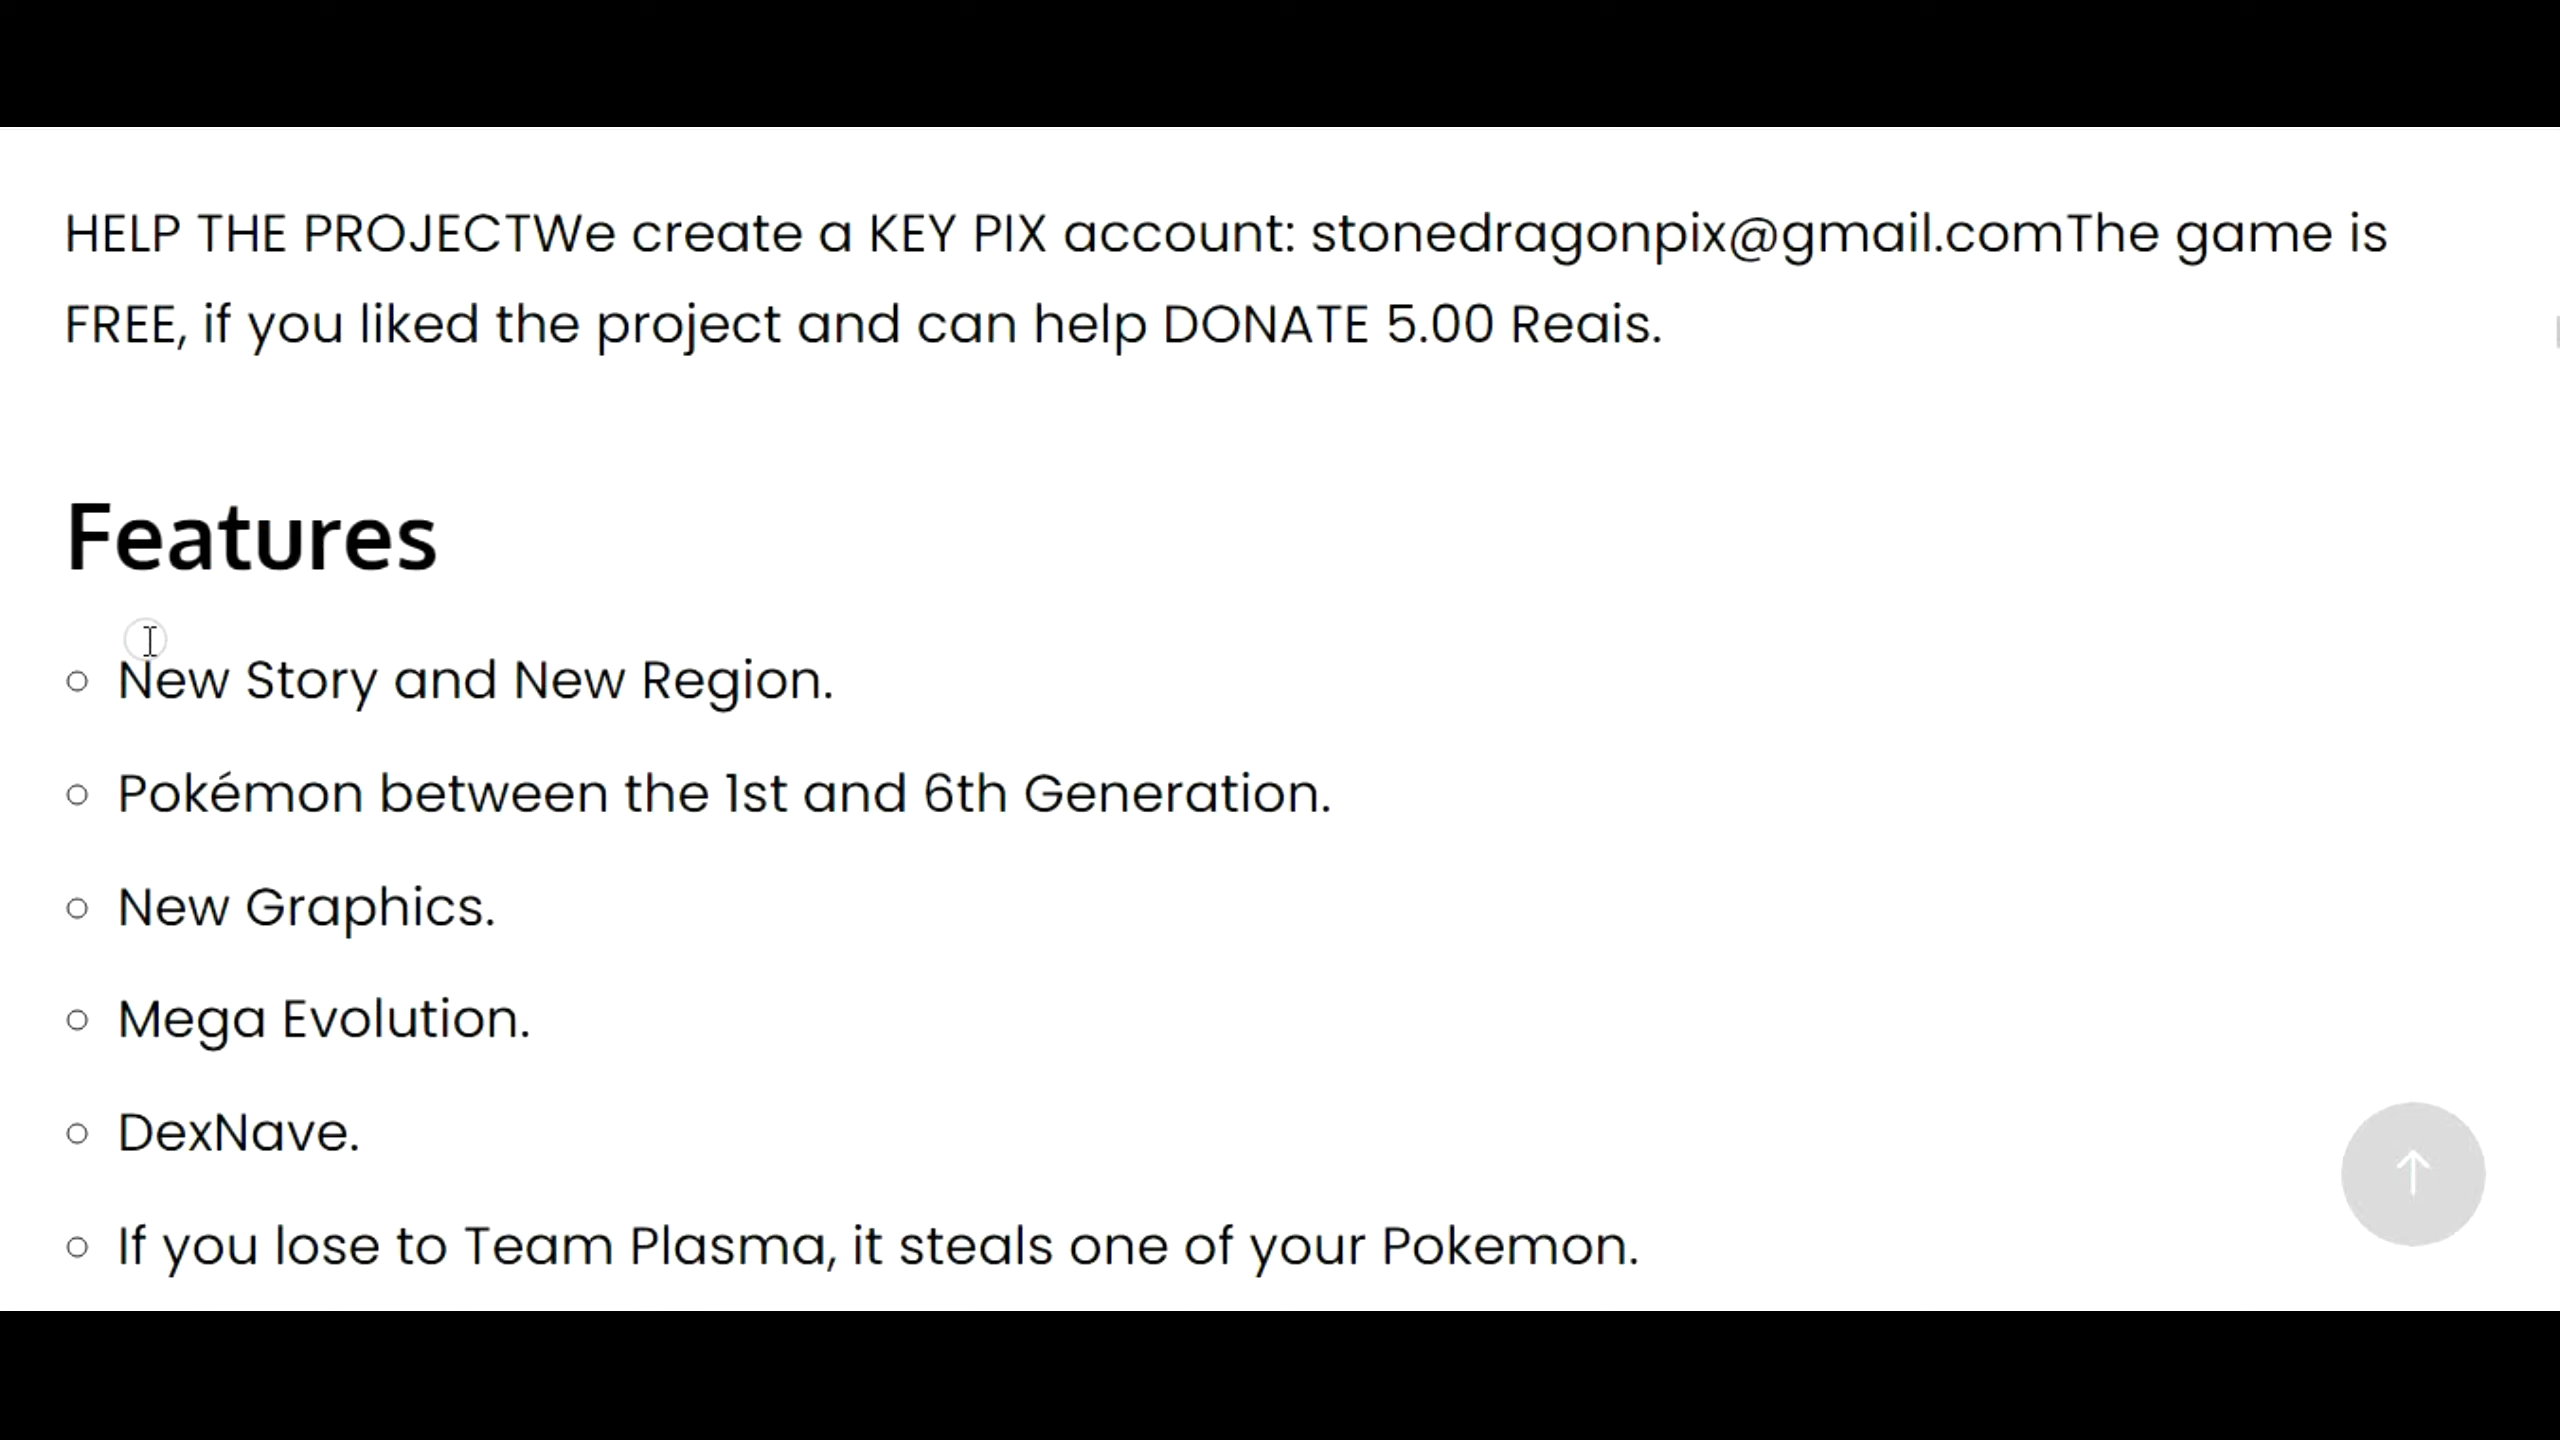 HELP THE PROJECTWe create a KEY PIX account: stonedragonpix@gmail.comThe game is
FREE, if you liked the project and can help DONATE 5.00 Reais.
Features
New Story and New Region.
Pokémon between the 1st and 6th Generation.
New Graphics.
Mega Evolution.
DexNave.
If you lose to Team Plasma, it steals one of your Pokemon.